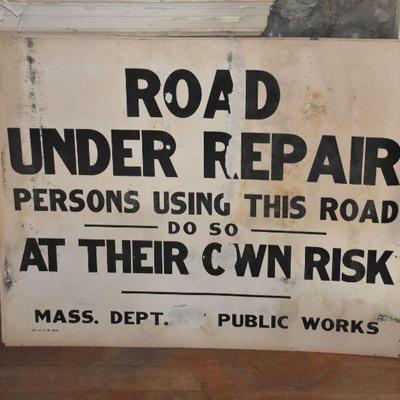 ROAD
UNDER REPAIR
PERSONS USING THIS ROAD
DO SO
AT THEIR OWN RISK
MASS. DEPT. PUBLIC WORKS